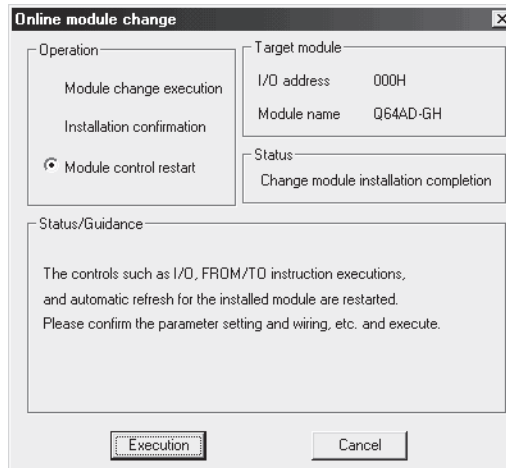 Online module change
Operation
Module change execution
Installation confirmation
Module control restart
Target module
I/O address 000H
Module name Q64AD-GH
Status
Change module installation completion
Status/Guidance
The controls such as I/O, FROM/TO instruction executions,
and automatic refresh for the installed module are restarted.
Please confirm the parameter setting and wiring, etc. and execute.
Execution Cancel